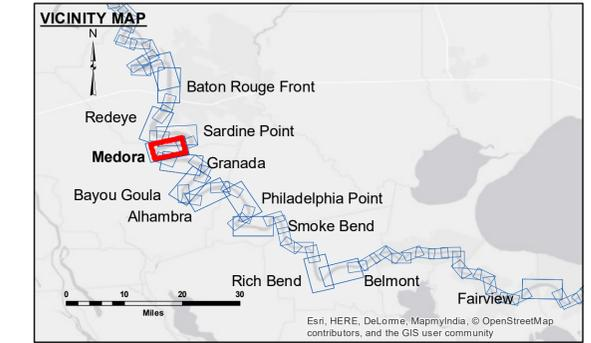 VICINITY MAP
N
Baton Rouge Front
Redeye
Sardine Point
Medora
Granada
Bayou Goula
Philadelphia Point
Alhambra
Smoke Bend
Rich Bend
Belmont
Fairview
0 10 20 30
Miles
Esri, HERE, DeLorme, MapmyIndia, © OpenStreetMap
contributors, and the GIS user community